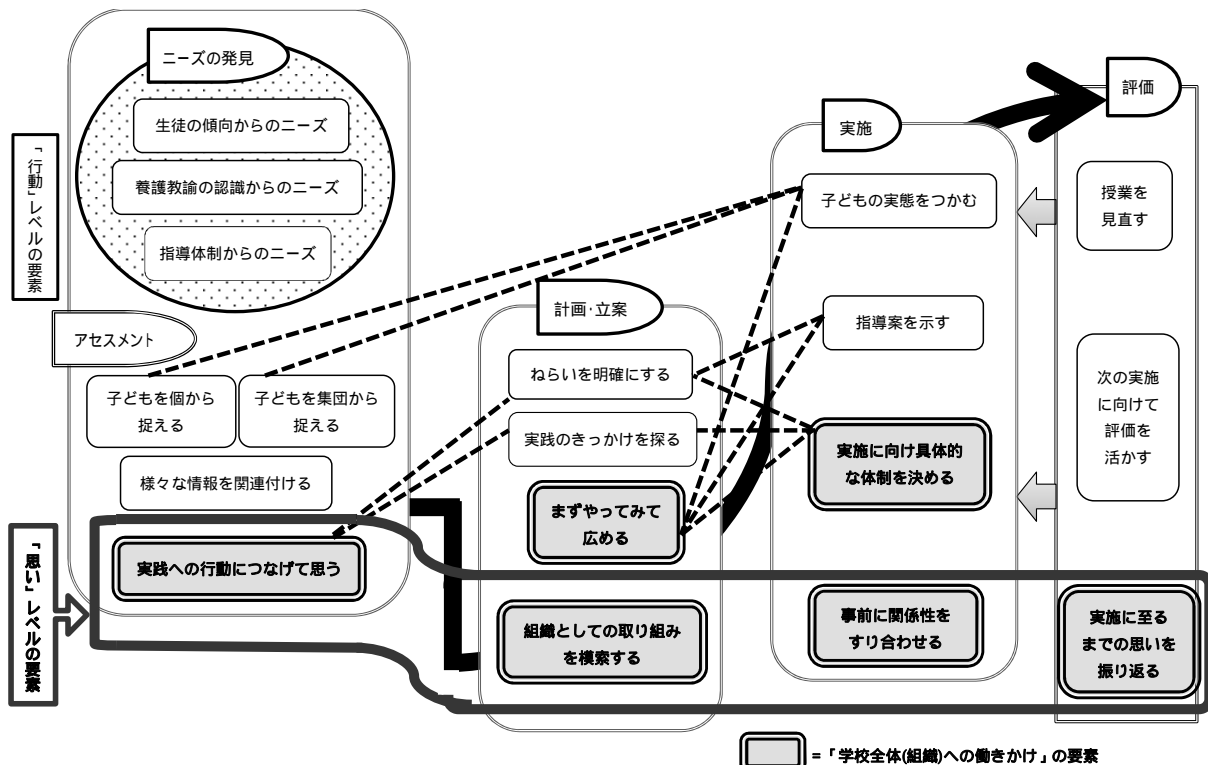 ニーズの発見
生徒の傾向からのニーズ
養護教諭の認識からのニーズ
指導体制からのニーズ
「行動」レベルの要素
アセスメント
子どもを個から
捉える
子どもを集団から
捉える
様々な情報を関連付ける
実践への行動につなげて思う
「思い」レベルの要素
計画・立案
ねらいを明確にする
実践のきっかけを探る
まずやってみて
広める
組織としての取り組み
を模索する
実施
子どもの実態をつかむ
指導案を示す
実施に向け具体的
な体制を決める
事前に関係性を
すり合わせる
評価
授業を
見直す
次の実施
に向けて
評価を
活かす
実施に至る
までの思いを
振り返る
=「学校全体(組織)への働きかけ」の要素